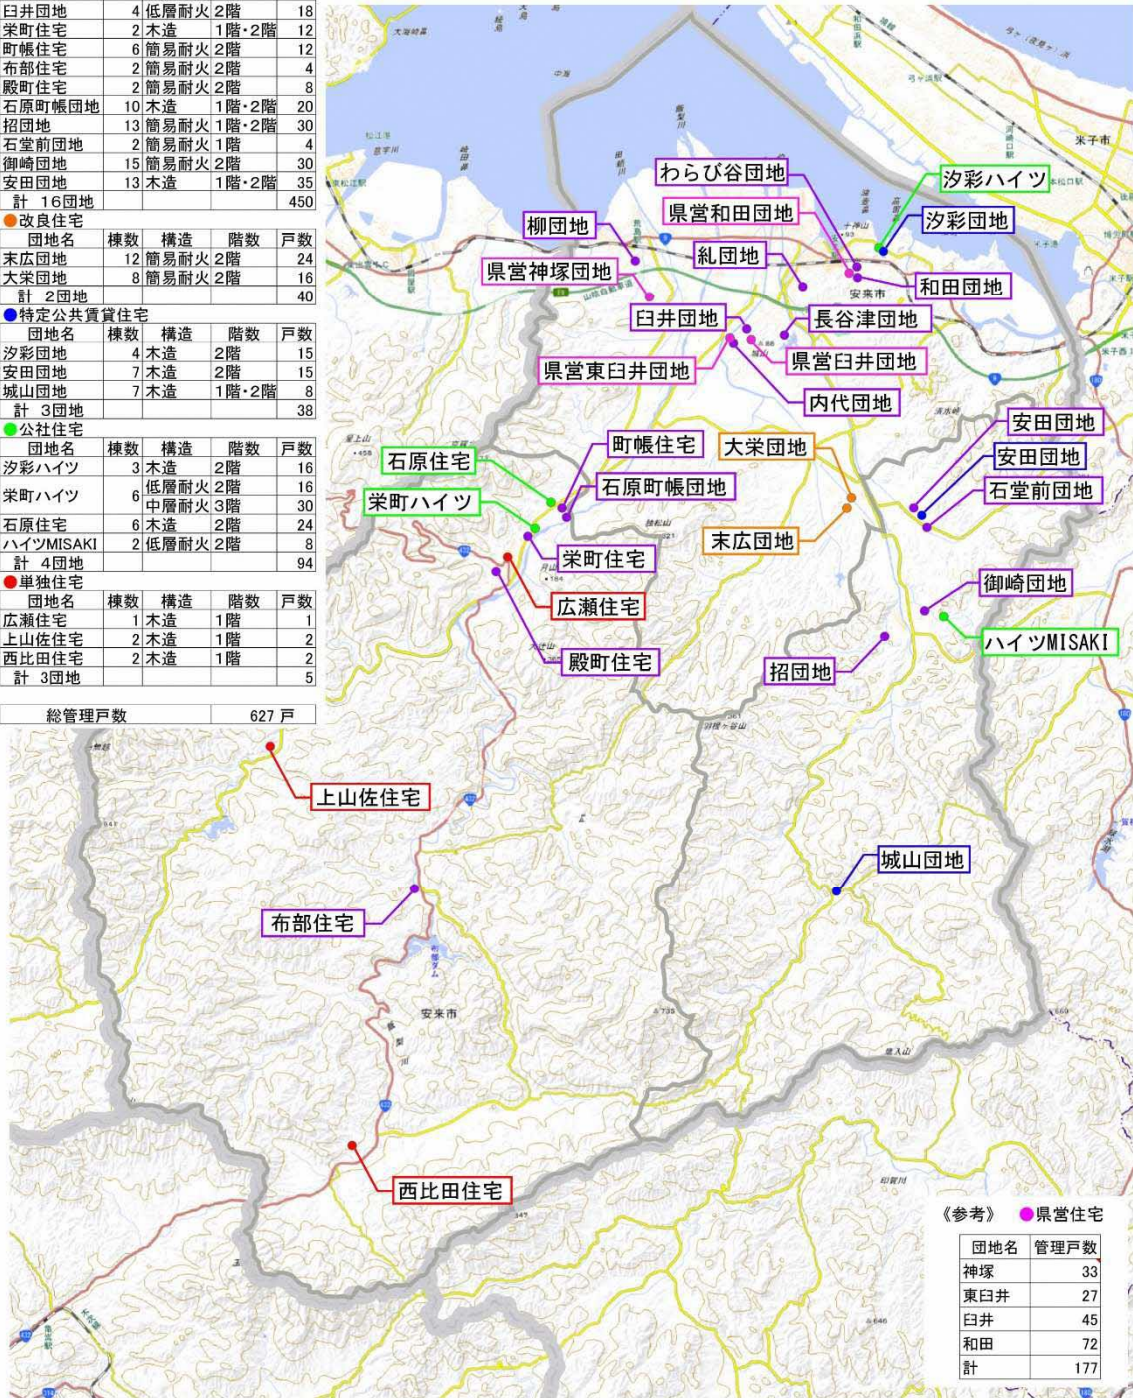 臼井団地 4 低層耐火 2階 18
栄町住宅 2 木造 1階・2階 12
町帳住宅 6 簡易耐火 2階 12
布部住宅 2 簡易耐火 2階 4
殿町住宅 2 簡易耐火 2階 8
石原町帳団地 10 木造 1階・2階 20
招団地 13 簡易耐火 1階・2階 30
石堂前団地 2 簡易耐火 1階 4
御崎団地 15 簡易耐火 2階 30
安田団地 13 木造 1階・2階 35
計 16団地 450
●改良住宅
団地名 棟数 構造 階数 戸数
末広団地 12 簡易耐火 2階 24
大栄団地 8 簡易耐火 2階 16
計 2団地 40
●特定公共賃貸住宅
団地名 棟数 構造 階数 戸数
汐彩団地 4 木造 2階 15
安田団地 7 木造 2階 15
城山団地 7 木造 1階・2階 8
計 3団地 38
●公社住宅
団地名 棟数 構造 階数 戸数
汐彩ハイツ 3 木造 2階 16
栄町ハイツ 6 低層耐火 2階 16
中層耐火 3階 30
石原住宅 6 木造 2階 24
ハイツMISAKI 2 低層耐火 2階 8
計 4団地 94
●単独住宅
団地名 棟数 構造 階数 戸数
広瀬住宅 1 木造 1階 1
上山佐住宅 2 木造 1階 2
西比田住宅 2 木造 1階 2
計 3団地 5
総管理戸数 627 戸
中海
米子市
わらび谷団地
汐彩ハイツ
県営和田団地
汐彩団地
柳団地
糺団地
県営神塚団地
和田団地
安来市
臼井団地
長谷津団地
県営東臼井団地
県営臼井団地
内代団地
町帳住宅
大栄団地
安田団地
石原住宅
安田団地
石原町帳団地
石堂前団地
栄町ハイツ
末広団地
栄町住宅
独松山
月山
184
御崎団地
広瀬住宅
ハイツMISAKI
殿町住宅
招団地
上山佐住宅
城山団地
布部住宅
布部ダム
安来市
飯梨川
西比田住宅
印賀川
《参考》 ●県営住宅
団地名 管理戸数
神塚 33
東臼井 27
臼井 45
和田 72
計 177